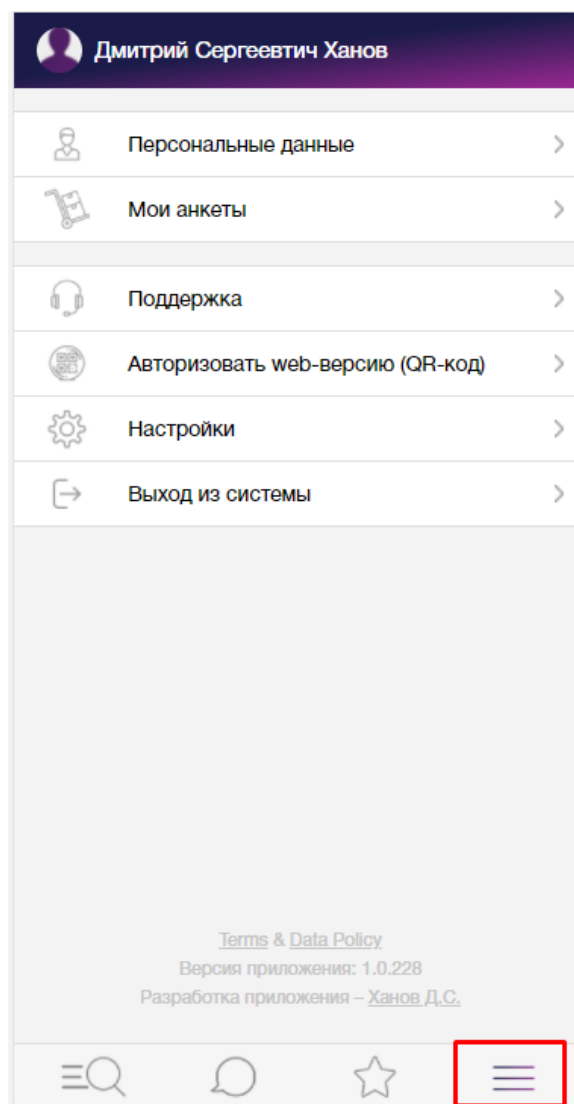 Дмитрий Сергеевтич Ханов
Персональные данные
Мои анкеты
Поддержка
Авторизовать web-версию (QR-код)
Настройки
Выход из системы
Terms & Data Policy
Версия приложения: 1.0.228
Разработка приложения – Ханов Д.С.